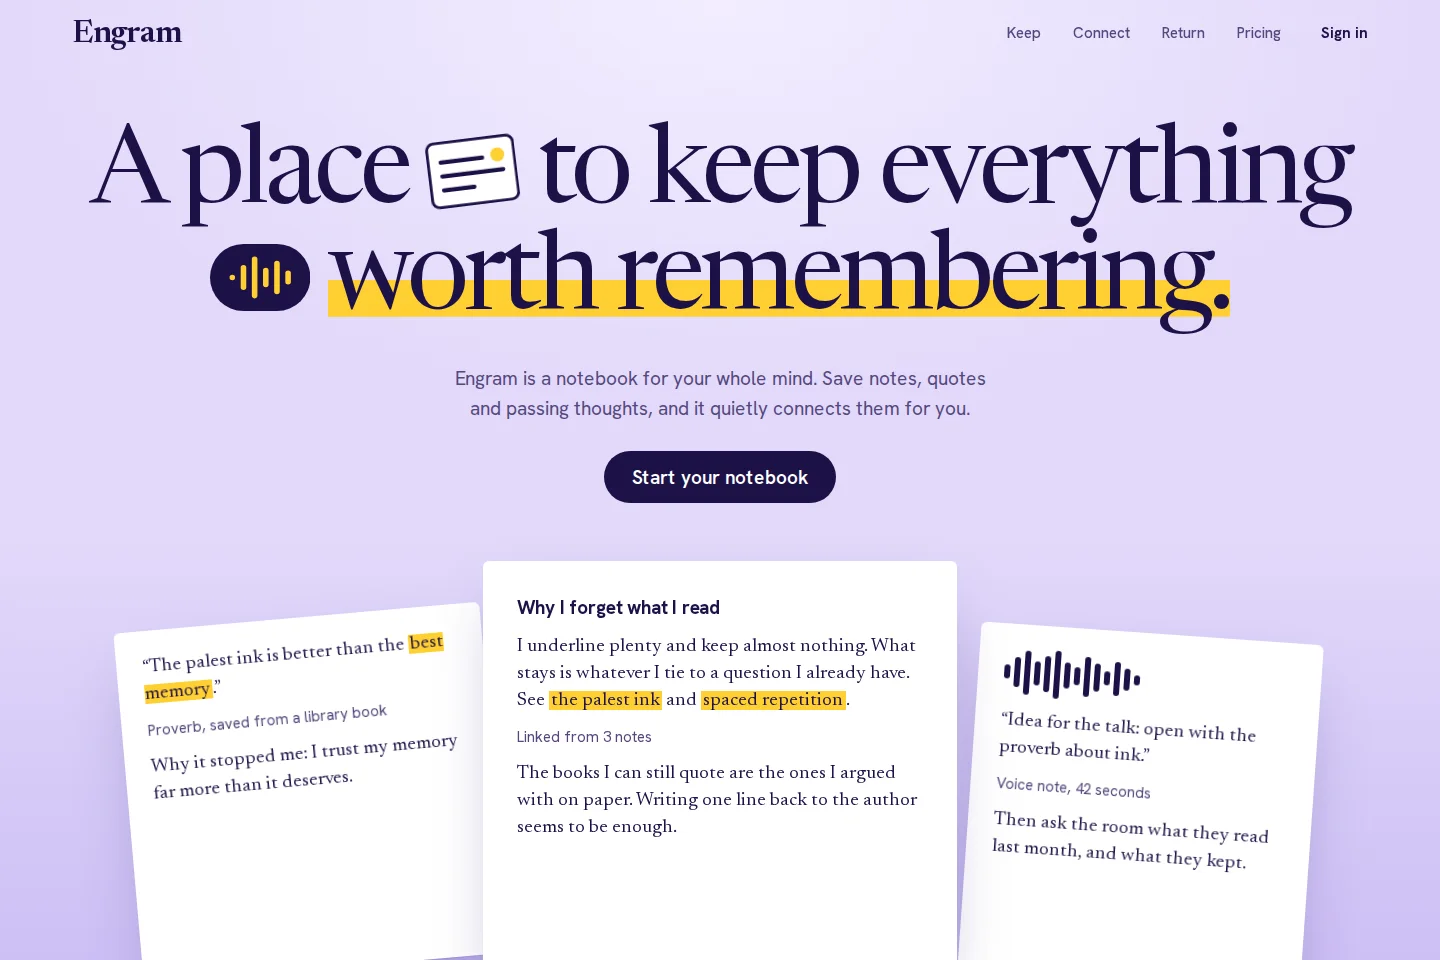 Engram
Keep
Connect
Return
Pricing
Sign in
A place to keep everything
worth remembering.
Engram is a notebook for your whole mind. Save notes, quotes
and passing thoughts, and it quietly connects them for you.
Start your notebook
“The palest ink is better than the best
memory.”
Proverb, saved from a library book
Why it stopped me: I trust my memory
far more than it deserves.
Why I forget what I read
I underline plenty and keep almost nothing. What
stays is whatever I tie to a question I already have.
See the palest ink and spaced repetition.
Linked from 3 notes
The books I can still quote are the ones I argued
with on paper. Writing one line back to the author
seems to be enough.
“Idea for the talk: open with the
proverb about ink.”
Voice note, 42 seconds
Then ask the room what they read
last month, and what they kept.